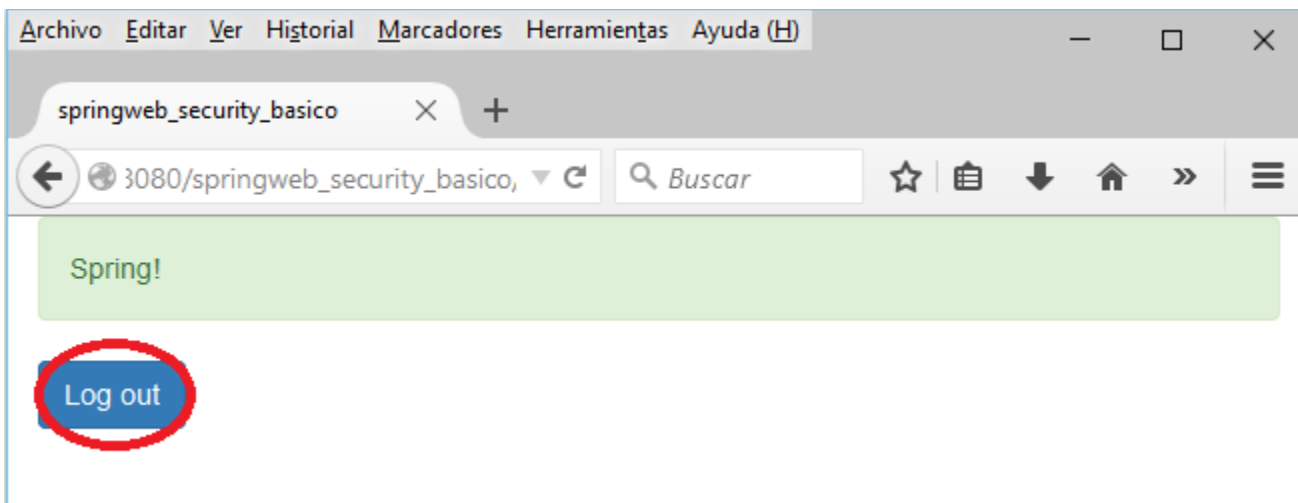 Archivo Editar Ver Historial Marcadores Herramientas Ayuda (H)
springweb_security_basico
3080/springweb_security_basico/ Buscar
Spring!
Log out